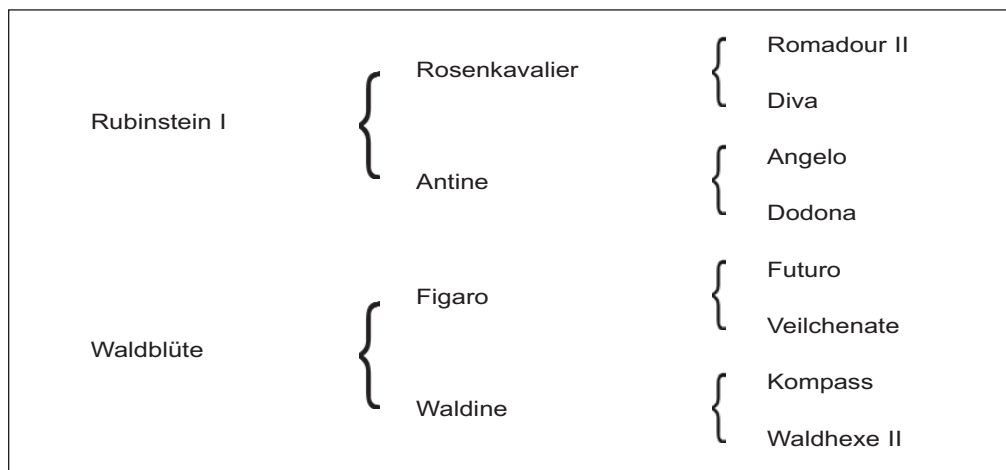 Romadour II
Rosenkavalier
Diva
Rubinstein I
Angelo
Antine
Dodona
Futuro
Figaro
Veilchenate
Waldblüte
Kompass
Waldine
Waldhexe II